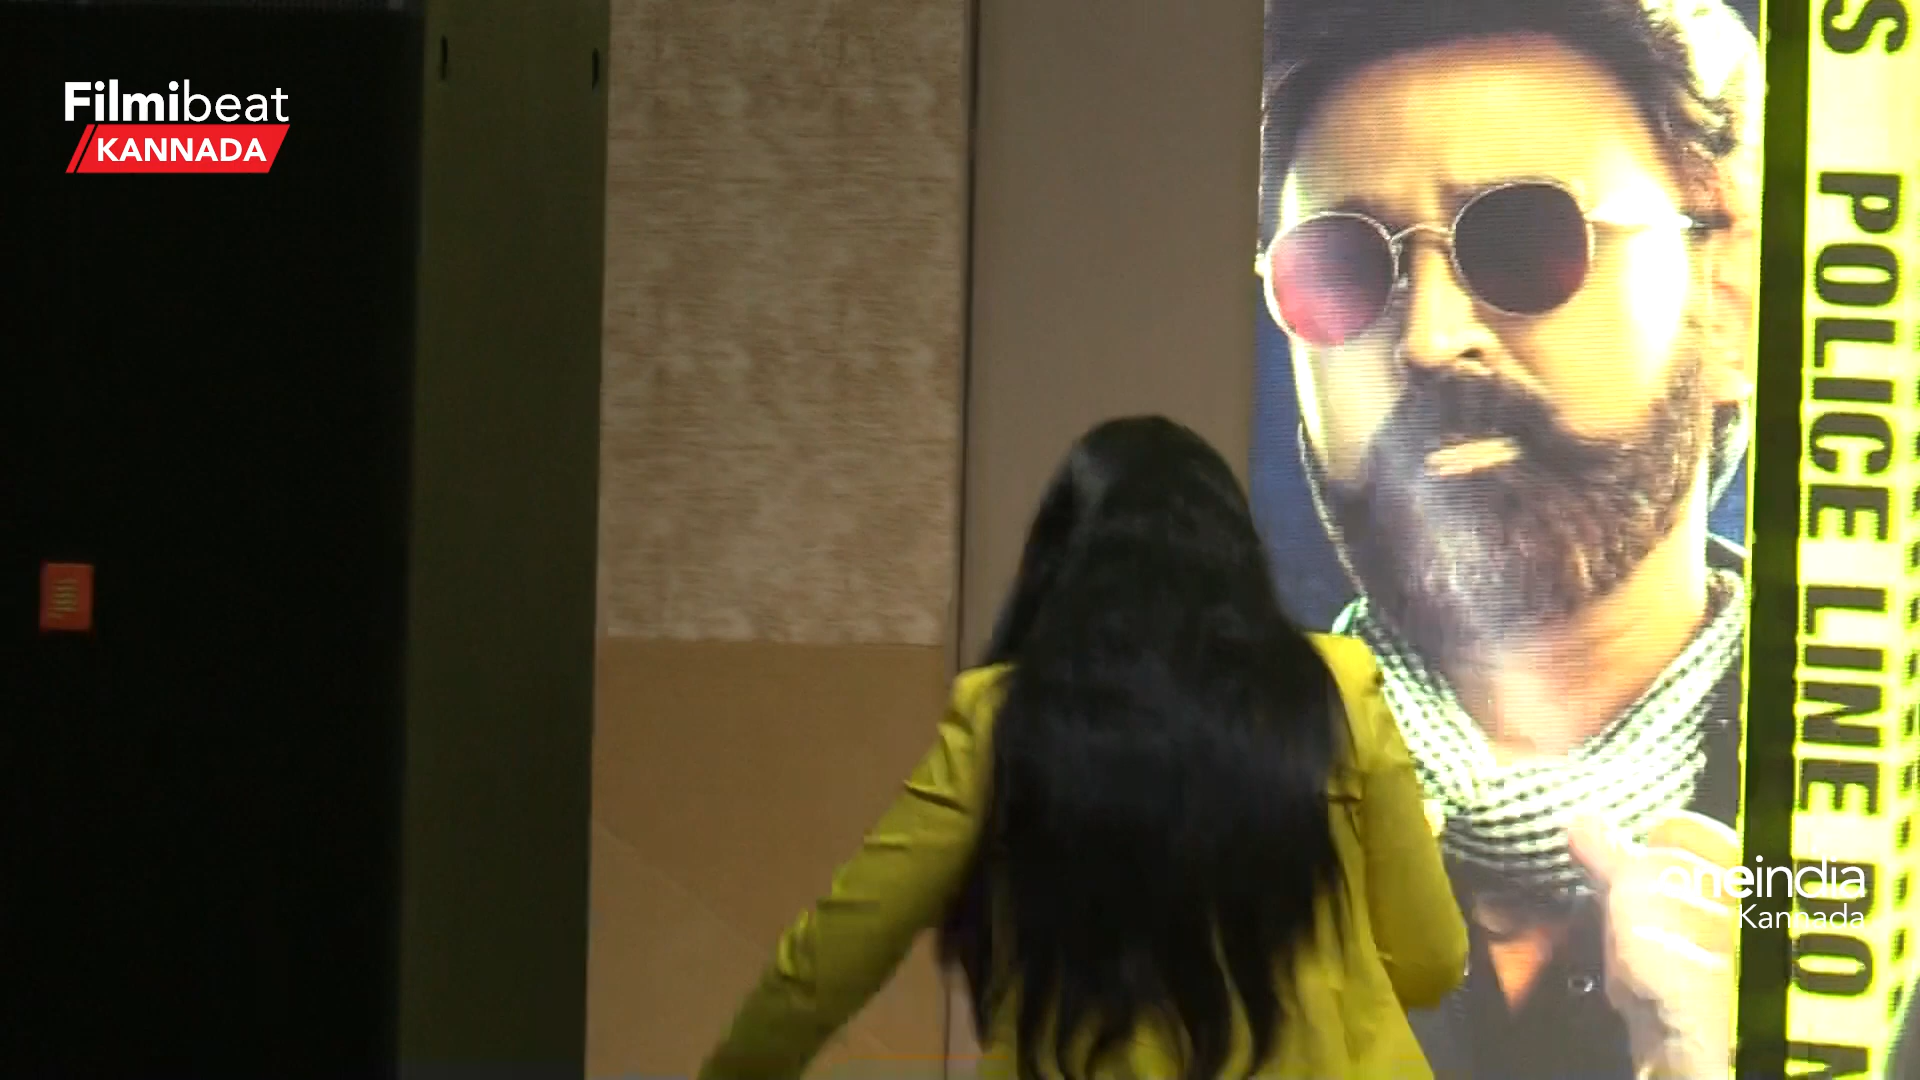 Filmibeat
KANNADA
S POLICE LINE DO N
oneindia
Kannada